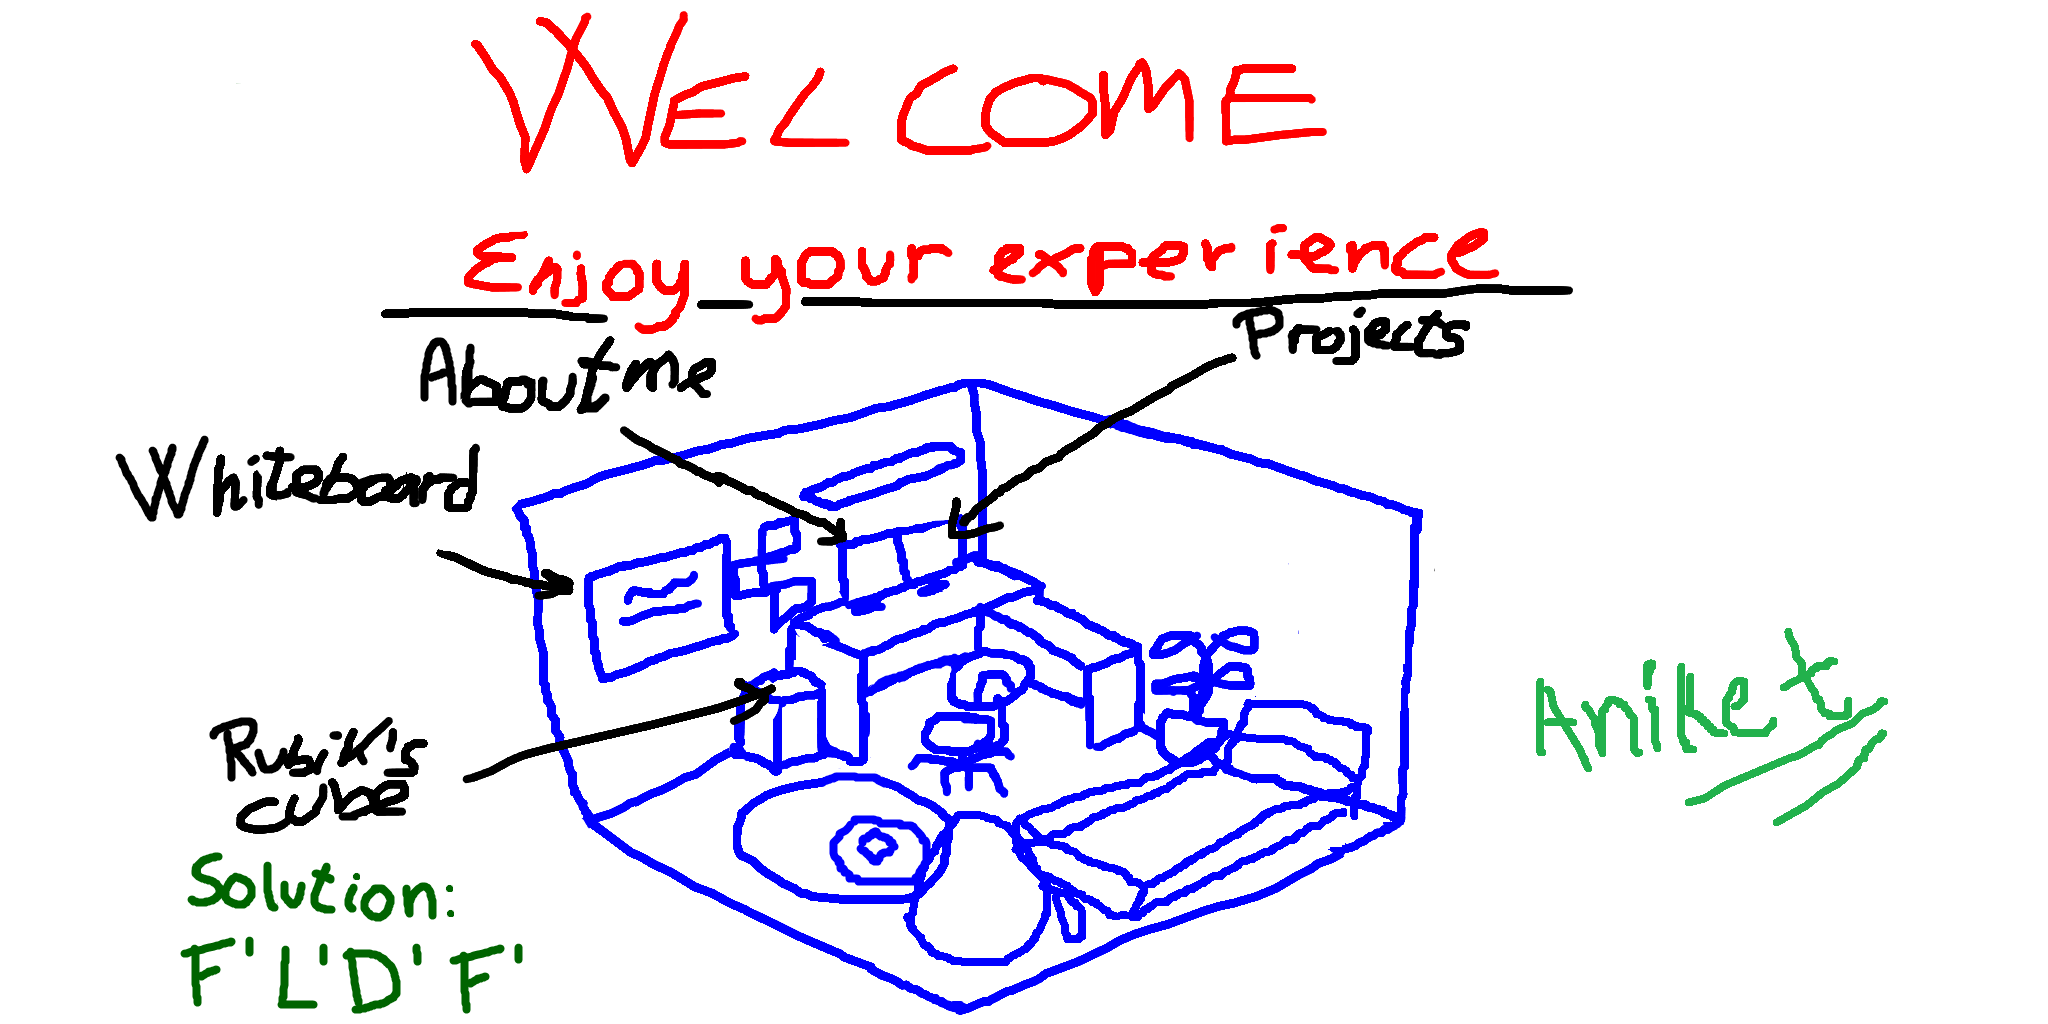 WELCOME
Enjoy your experience
About me
Projects
Whiteboard
Rubik's
cube
Solution:
F' L' D' F'
Aniket